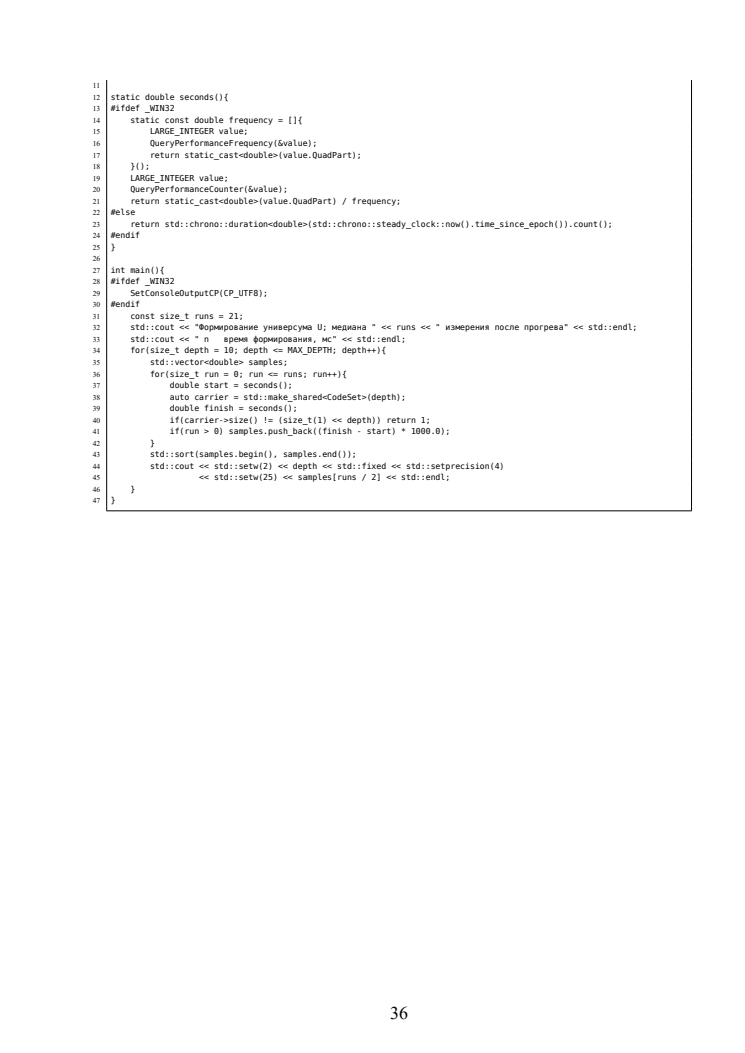 11
12 static double seconds(){
13 #ifdef _WIN32
14     static const double frequency = []{
15         LARGE_INTEGER value;
16         QueryPerformanceFrequency(&value);
17         return static_cast<double>(value.QuadPart);
18     }();
19     LARGE_INTEGER value;
20     QueryPerformanceCounter(&value);
21     return static_cast<double>(value.QuadPart) / frequency;
22 #else
23     return std::chrono::duration<double>(std::chrono::steady_clock::now().time_since_epoch()).count();
24 #endif
25 }
26
27 int main(){
28 #ifdef _WIN32
29     SetConsoleOutputCP(CP_UTF8);
30 #endif
31     const size_t runs = 21;
32     std::cout << "Формирование универсума U; медиана " << runs << " измерения после прогрева" << std::endl;
33     std::cout << " n   время формирования, мс" << std::endl;
34     for(size_t depth = 10; depth <= MAX_DEPTH; depth++){
35         std::vector<double> samples;
36         for(size_t run = 0; run <= runs; run++){
37             double start = seconds();
38             auto carrier = std::make_shared<CodeSet>(depth);
39             double finish = seconds();
40             if(carrier->size() != (size_t(1) << depth)) return 1;
41             if(run > 0) samples.push_back((finish - start) * 1000.0);
42         }
43         std::sort(samples.begin(), samples.end());
44         std::cout << std::setw(2) << depth << std::fixed << std::setprecision(4)
45                   << std::setw(25) << samples[runs / 2] << std::endl;
46     }
47 }
36